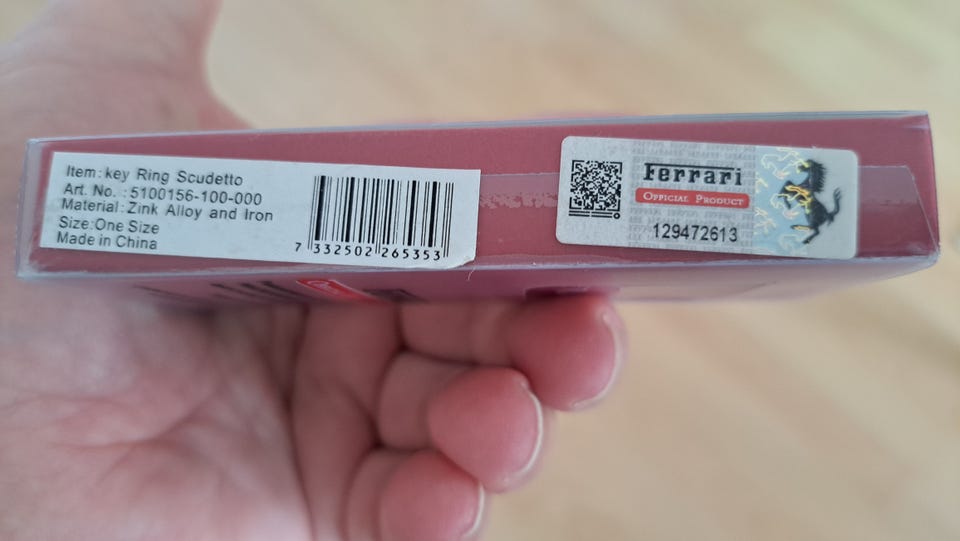 Item: key Ring Scudetto
Art. No. :5100156-100-000
Material: Zink Alloy and Iron
Size: One Size
Made in China
7 332502 265353
Ferrari
OFFICIAL PRODUCT
129472613